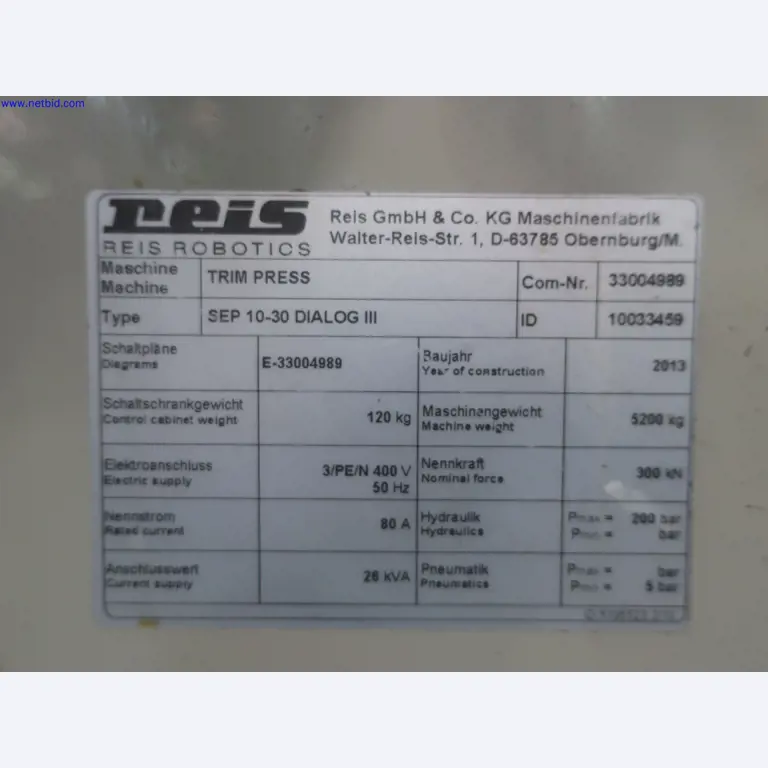 www.netbid.com
reis
REIS ROBOTICS
Reis GmbH & Co. KG Maschinenfabrik
Walter-Reis-Str. 1, D-63785 Obernburg/M.
Maschine
Machine
TRIM PRESS
Com-Nr.
33004989
Type
SEP 10-30 DIALOG III
ID
10033459
Schaltpläne
Diagrams
E-33004989
Baujahr
Year of construction
2013
Schaltschrankgewicht
Control cabinet weight
120 kg
Maschinengewicht
Machine weight
5200 kg
Elektroanschluss
Electric supply
3/PE/N 400 V
50 Hz
Nennkraft
Nominal force
300 kN
Nennstrom
Rated current
80 A
Hydraulik
Hydraulics
Pmax = 200 bar
Pmin = bar
Anschlusswert
Current supply
26 kVA
Pneumatik
Pneumatics
Pmax = bar
Pmin = 5 bar